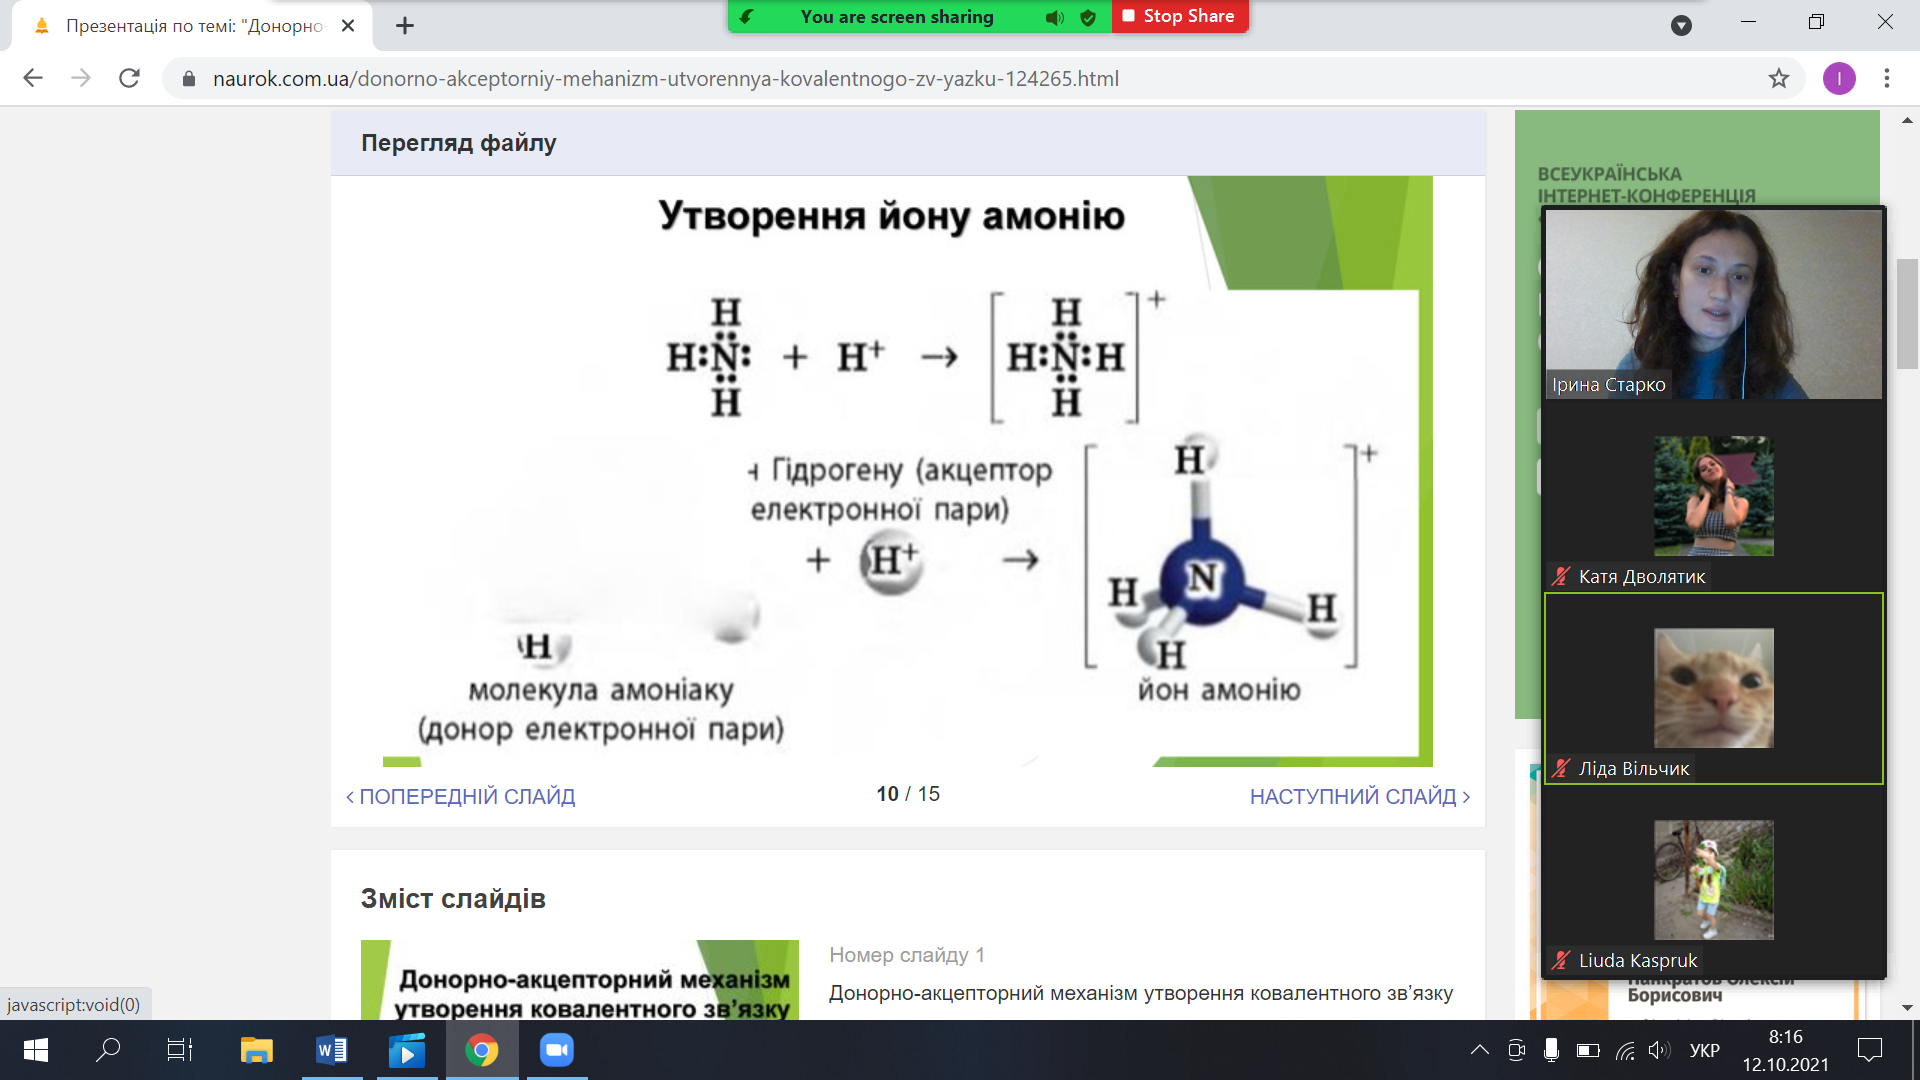 Презентація по темі: "Донорно-
You are screen sharing
Stop Share
naurok.com.ua/donorno-akceptorniy-mehanizm-utvorennya-kovalentnogo-zv-yazku-124265.html
I
Перегляд файлу
Утворення йону амонію
H
H:N: + H+ → [H:N:H]+
H
H
H
H
Гідрогену (акцептор
електронної пари)
+ H+ →
H
N
H
H
H
+
H
молекула амоніаку
(донор електронної пари)
йон амонію
‹ ПОПЕРЕДНІЙ СЛАЙД
10 / 15
НАСТУПНИЙ СЛАЙД ›
Зміст слайдів
Донорно-акцепторний механізм
утворення ковалентного зв’язку
Номер слайду 1
Донорно-акцепторний механізм утворення ковалентного зв’язку
ВСЕУКРАЇНСЬКА
ІНТЕРНЕТ-КОНФЕРЕНЦІЯ
Ірина Старко
Катя Дволятик
Ліда Вільчик
Liuda Kaspruk
Борисович
javascript:void(0)
W
УКР
8:16
12.10.2021